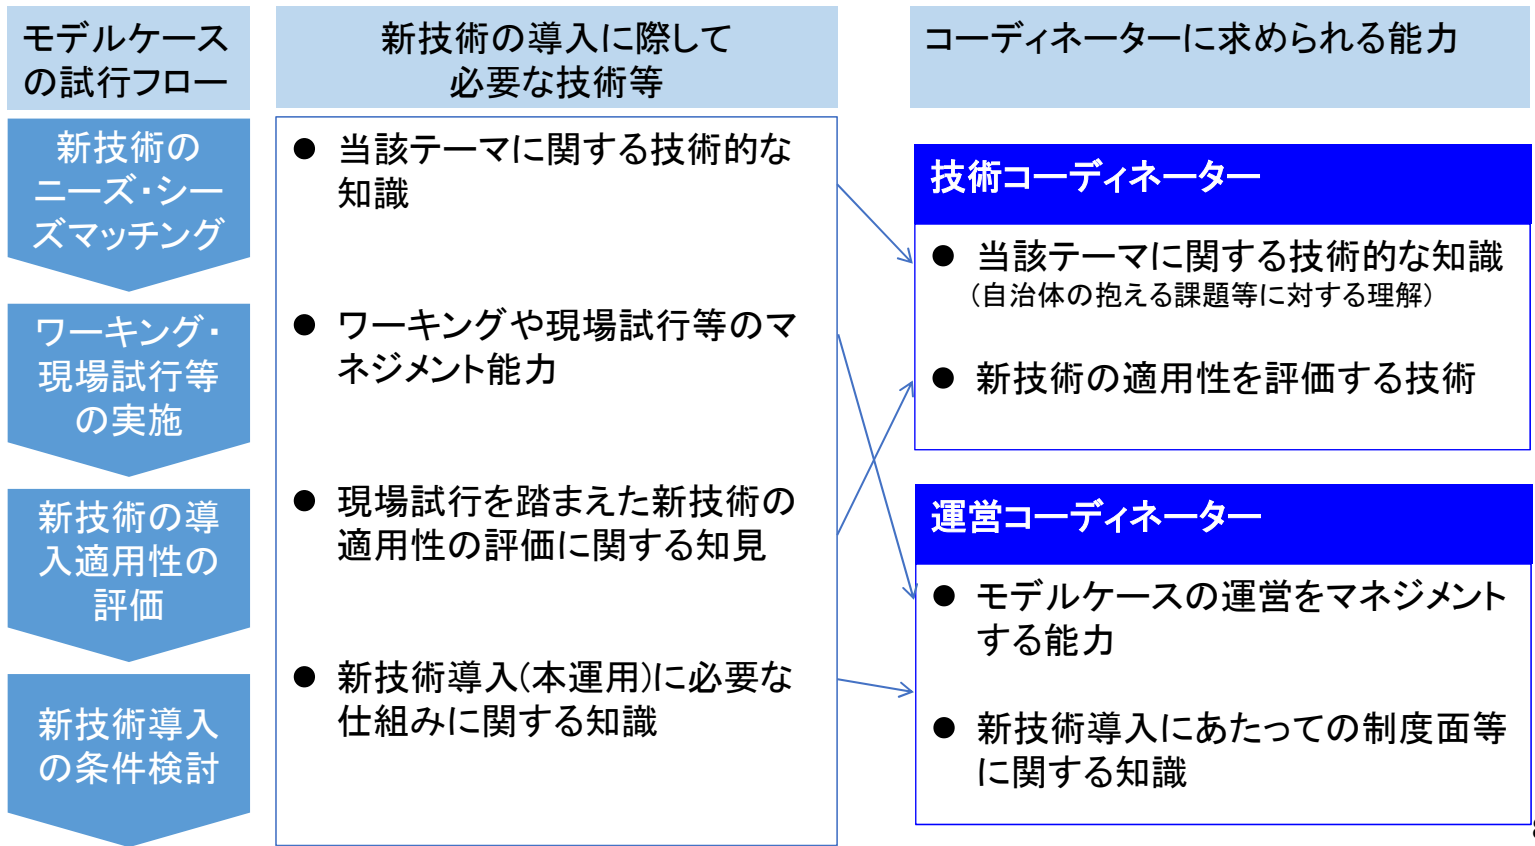 モデルケース
の試行フロー
新技術の導入に際して
必要な技術等
コーディネーターに求められる能力
新技術の
ニーズ・シー
ズマッチング
ワーキング・
現場試行等
の実施
新技術の導
入適用性の
評価
新技術導入
の条件検討
● 当該テーマに関する技術的な
知識
● ワーキングや現場試行等のマ
ネジメント能力
● 現場試行を踏まえた新技術の
適用性の評価に関する知見
● 新技術導入(本運用)に必要な
仕組みに関する知識
技術コーディネーター
● 当該テーマに関する技術的な知識
（自治体の抱える課題等に対する理解）
● 新技術の適用性を評価する技術
運営コーディネーター
● モデルケースの運営をマネジメント
する能力
● 新技術導入にあたっての制度面等
に関する知識